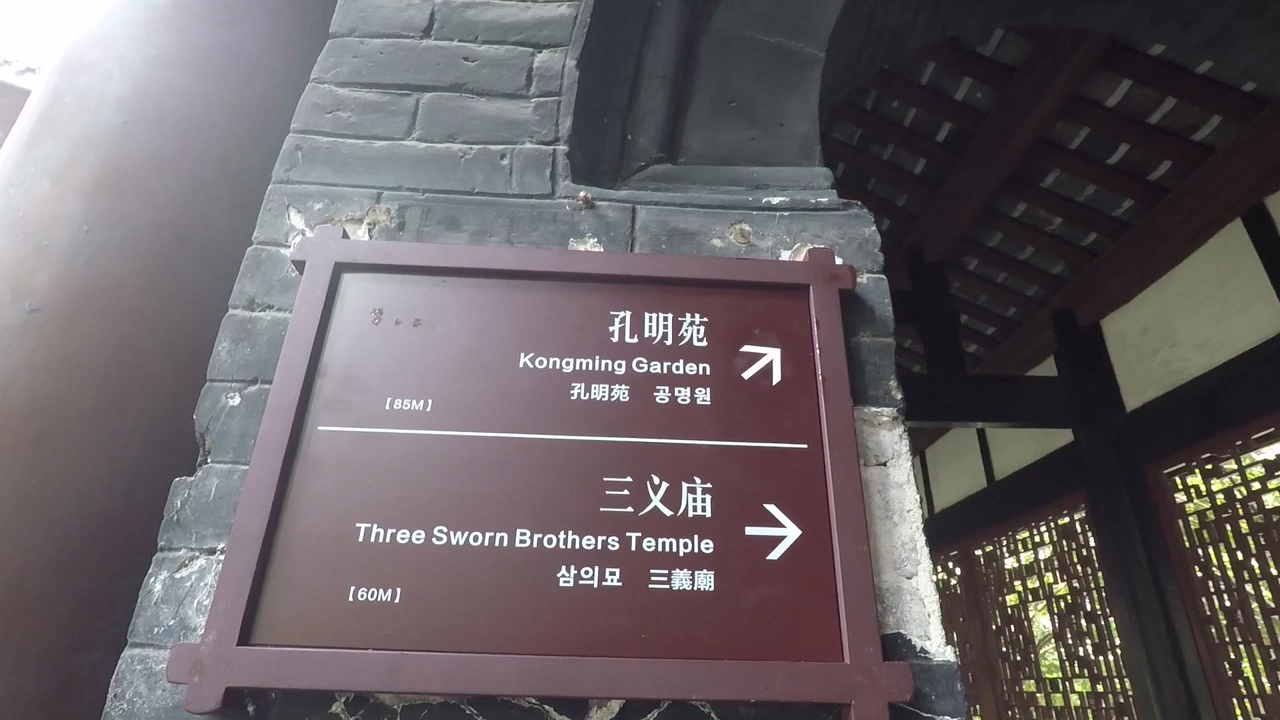 孔明苑
Kongming Garden
孔明苑 공명원
【85M】
三义庙
Three Sworn Brothers Temple
삼의묘 三義廟
【60M】